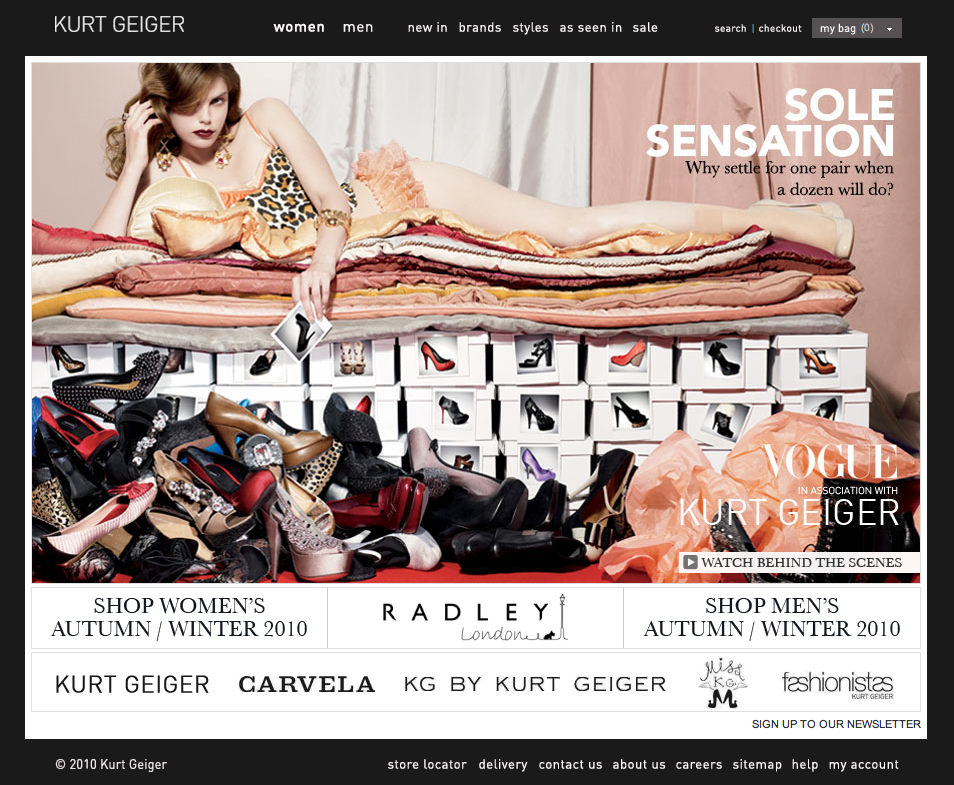 KURT GEIGER
women men new in brands styles as seen in sale
search | checkout my bag (0)
SOLE
SENSATION
Why settle for one pair when
a dozen will do?
VOGUE
IN ASSOCIATION WITH
KURT GEIGER
WATCH BEHIND THE SCENES
SHOP WOMEN'S
AUTUMN / WINTER 2010
RADLEY
London
SHOP MEN'S
AUTUMN / WINTER 2010
KURT GEIGER
CARVELA
KG BY KURT GEIGER
Miss
K.G.
fashionistas
KURT GEIGER
SIGN UP TO OUR NEWSLETTER
© 2010 Kurt Geiger
store locator delivery contact us about us careers sitemap help my account